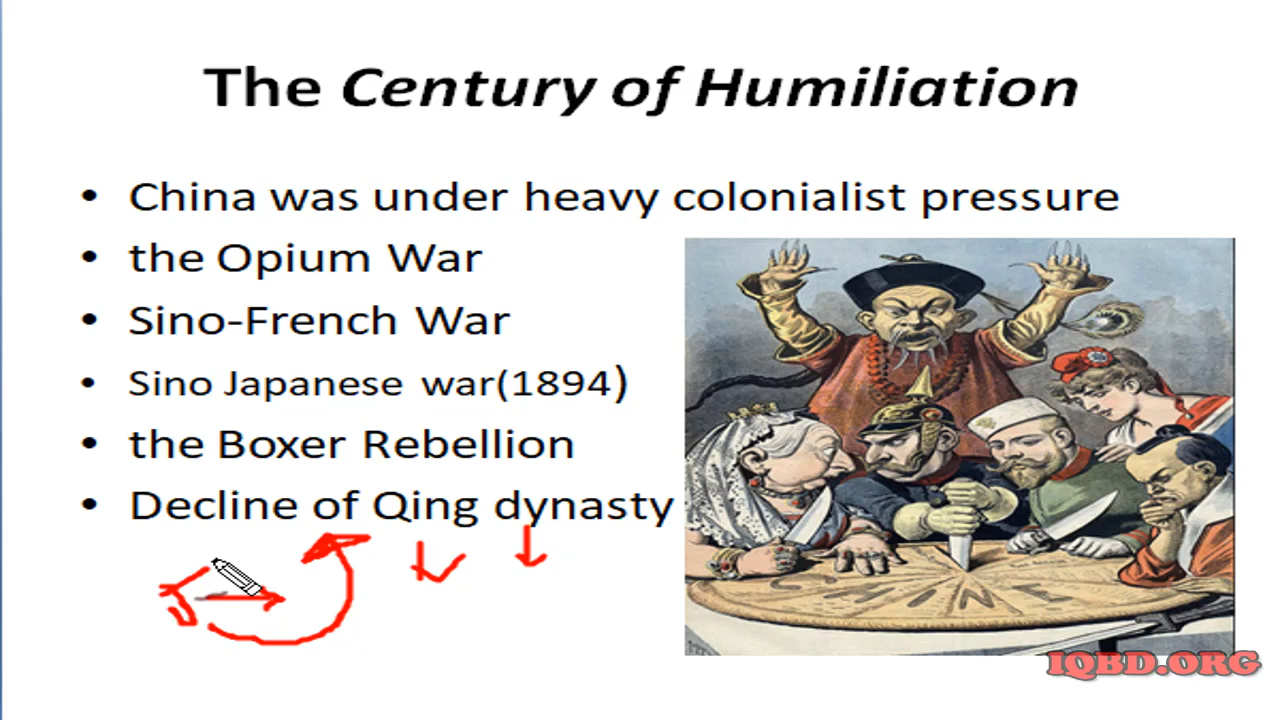 The Century of Humiliation
• China was under heavy colonialist pressure
• the Opium War
• Sino-French War
• Sino Japanese war(1894)
• the Boxer Rebellion
• Decline of Qing dynasty
CHINE
IQBD.ORG